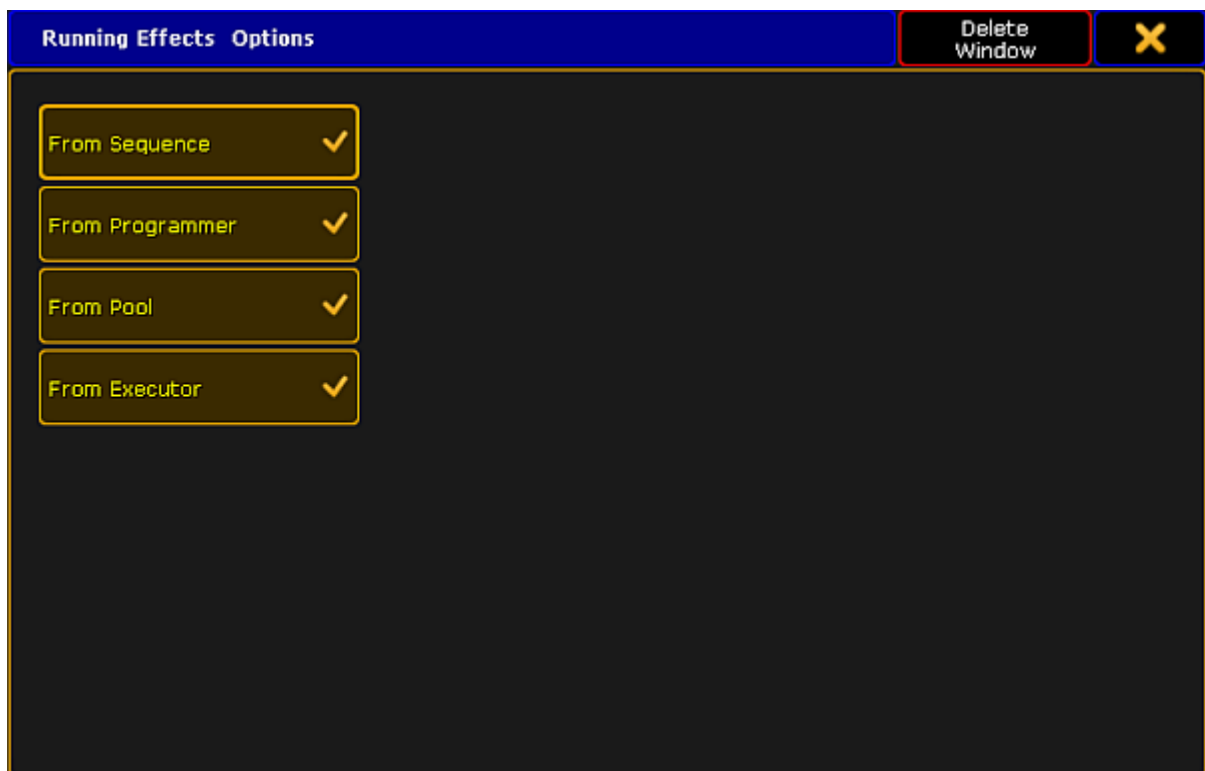 Running Effects Options
Delete
Window
From Sequence
From Programmer
From Pool
From Executor